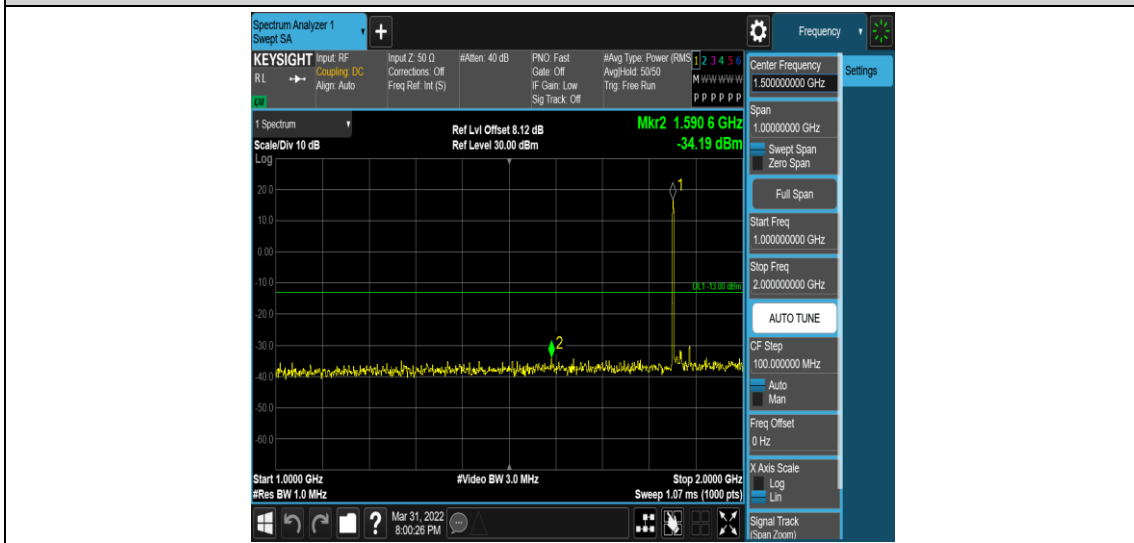 Spectrum Analyzer 1
Swept SA
+
Frequency
KEYSIGHT
RL
LXI
Input: RF
Coupling: DC
Align: Auto
Input Z: 50 Ω
Corrections: Off
Freq Ref: Int (S)
#Atten: 40 dB
PNO: Fast
Gate: Off
IF Gain: Low
Sig Track: Off
#Avg Type: Power (RMS
Avg|Hold: 50/50
Trig: Free Run
1 2 3 4 5 6
M W W W W W
P P P P P P
1 Spectrum
Scale/Div 10 dB
Log
Ref Lvl Offset 8.12 dB
Ref Level 30.00 dBm
Mkr2 1.590 6 GHz
-34.19 dBm
20.0
10.0
0.00
-10.0
-20.0
-30.0
-40.0
-50.0
-60.0
1
DL1 -13.00 dBm
2
Start 1.0000 GHz
#Res BW 1.0 MHz
#Video BW 3.0 MHz
Stop 2.0000 GHz
Sweep 1.07 ms (1000 pts)
Center Frequency
1.500000000 GHz
Settings
Span
1.00000000 GHz
Swept Span
Zero Span
Full Span
Start Freq
1.000000000 GHz
Stop Freq
2.000000000 GHz
AUTO TUNE
CF Step
100.000000 MHz
Auto
Man
Freq Offset
0 Hz
X Axis Scale
Log
Lin
Signal Track
(Span Zoom)
?
Mar 31, 2022
8:00:26 PM